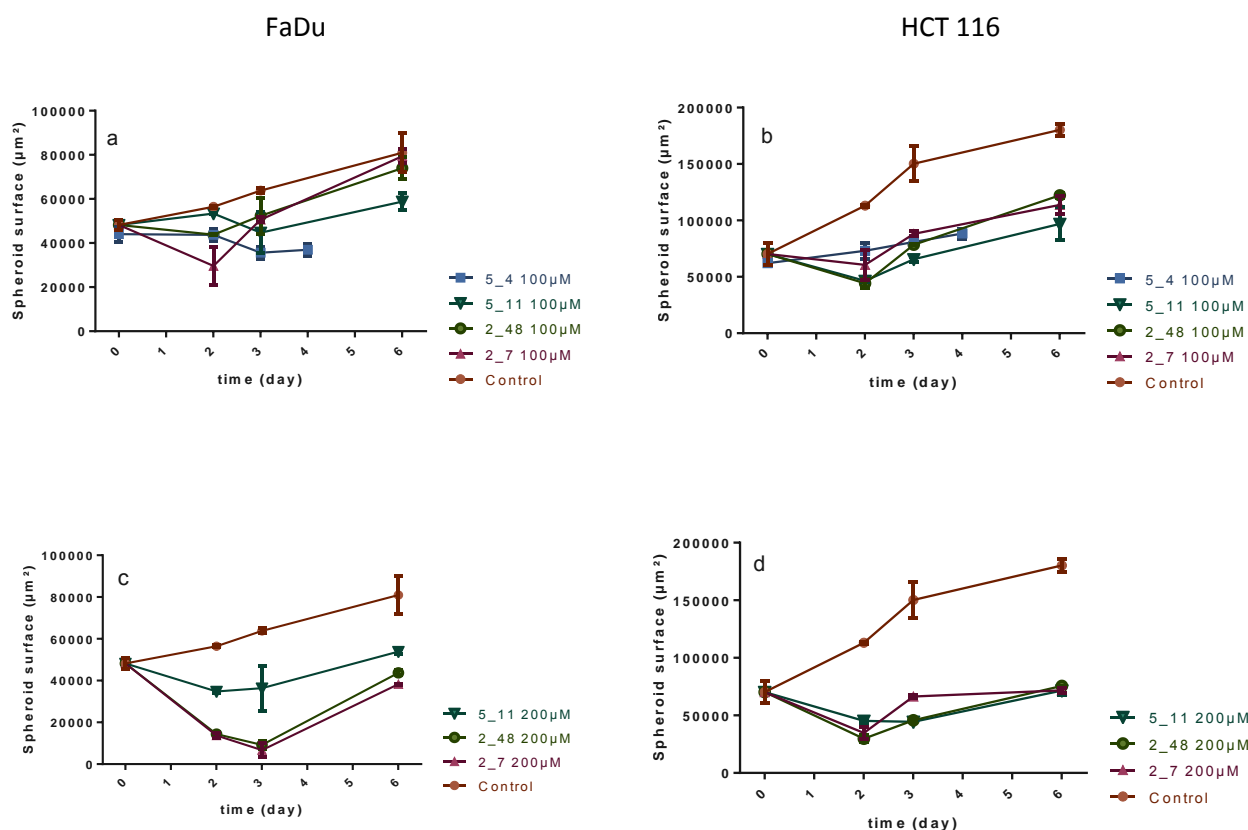 FaDu
HCT 116
a
Spheroid surface (µm²)
100000
80000
60000
40000
20000
0
0 1 2 3 4 5 6
time (day)
5_4 100µM
5_11 100µM
2_48 100µM
2_7 100µM
Control
b
Spheroid surface (µm²)
200000
150000
100000
50000
0
0 1 2 3 4 5 6
time (day)
5_4 100µM
5_11 100µM
2_48 100µM
2_7 100µM
Control
c
Spheroid surface (µm²)
100000
80000
60000
40000
20000
0
0 1 2 3 4 5 6
time (day)
5_11 200µM
2_48 200µM
2_7 200µM
Control
d
Spheroid surface (µm²)
200000
150000
100000
50000
0
0 1 2 3 4 5 6
time (day)
5_11 200µM
2_48 200µM
2_7 200µM
Control